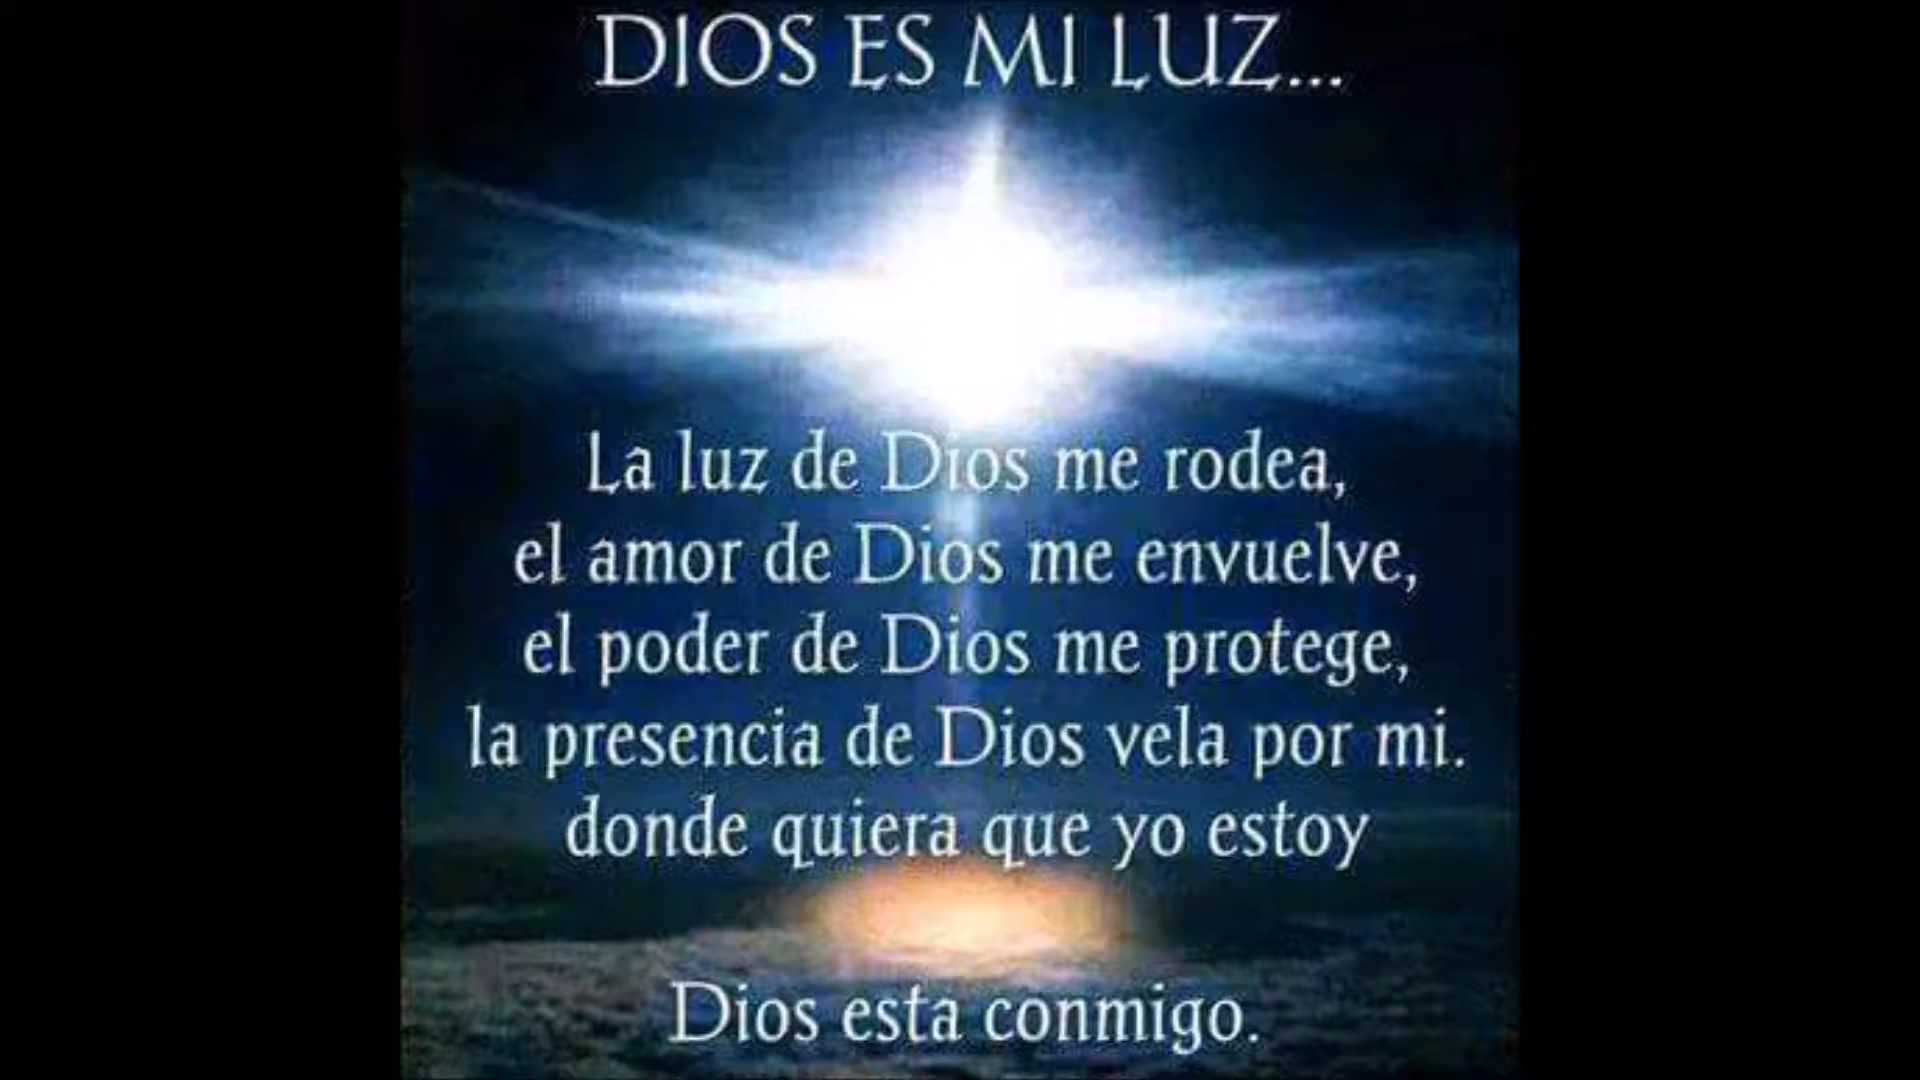 DIOS ES MI LUZ...
La luz de Dios me rodea,
el amor de Dios me envuelve,
el poder de Dios me protege,
la presencia de Dios vela por mi.
donde quiera que yo estoy
Dios esta conmigo.